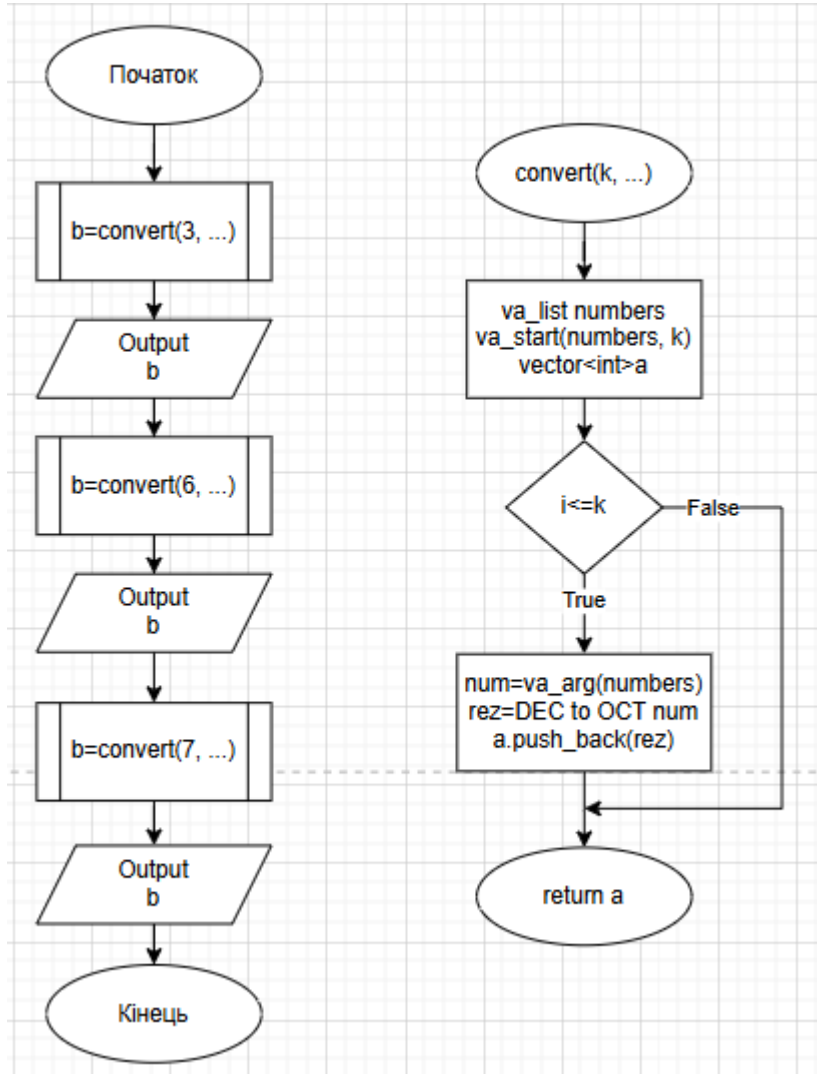 Початок
b=convert(3, ...)
Output
b
b=convert(6, ...)
Output
b
b=convert(7, ...)
Output
b
Кінець
convert(k, ...)
va_list numbers
va_start(numbers, k)
vector<int>a
i<=k
False
True
num=va_arg(numbers)
rez=DEC to OCT num
a.push_back(rez)
return a